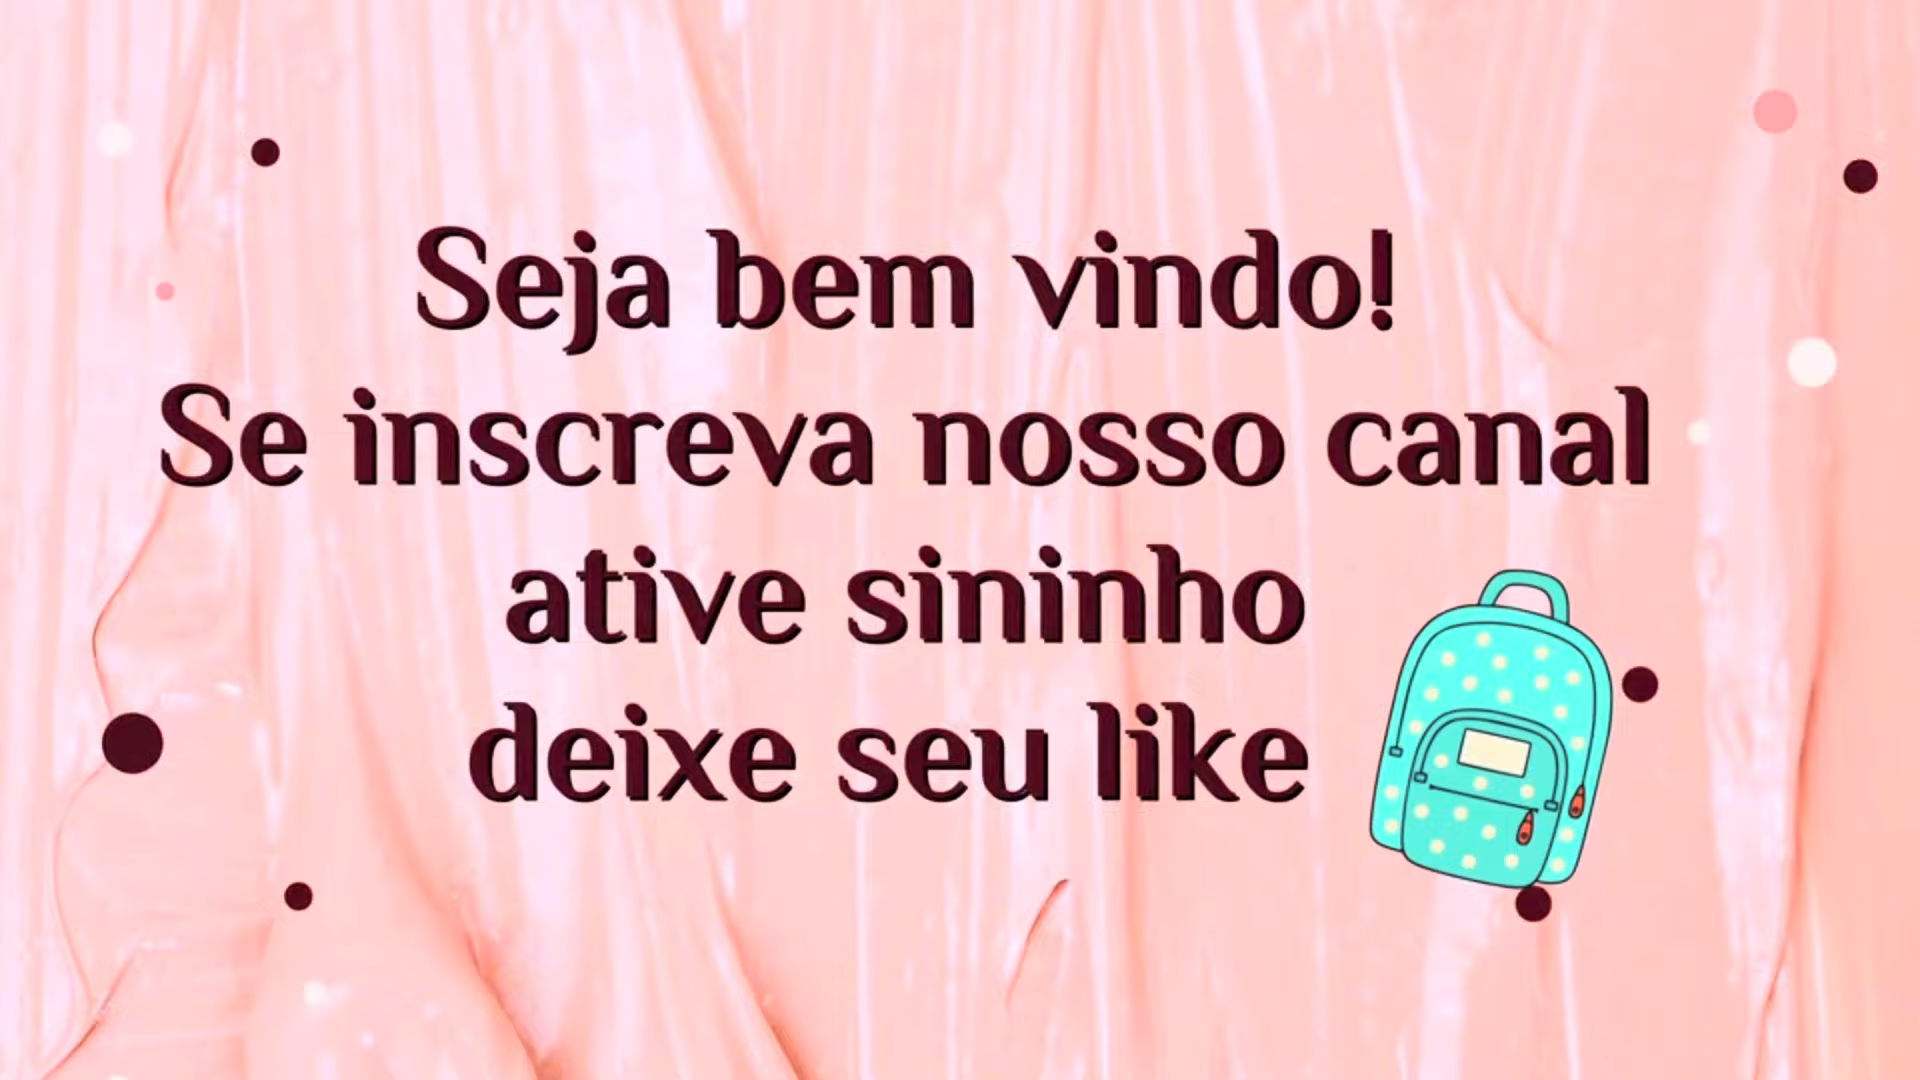 Seja bem vindo!
Se inscreva nosso canal
ative sininho
deixe seu like